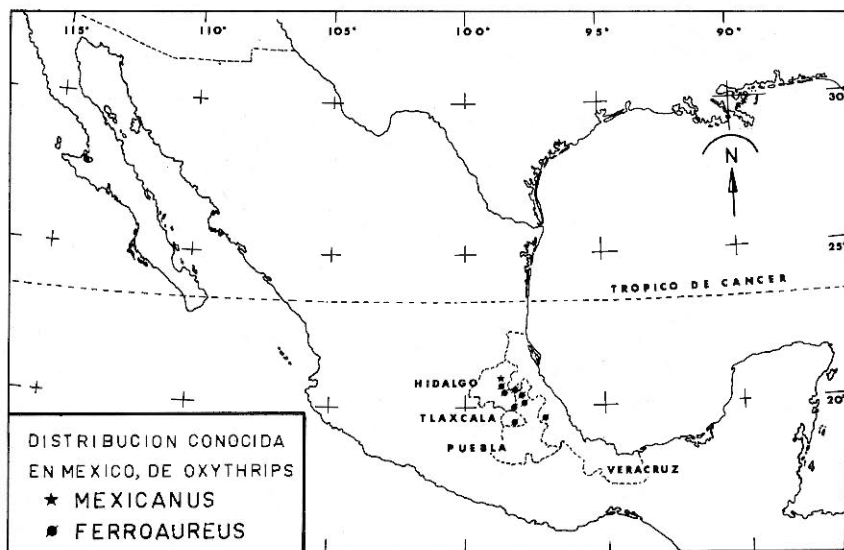 115° 110° 105° 100° 95° 90°
30°
N
25°
TROPICO DE CANCER
HIDALGO
20°
TLAXCALA
PUEBLA
VERACRUZ
DISTRIBUCION CONOCIDA
EN MEXICO, DE OXYTHRIPS
MEXICANUS
FERROAUREUS